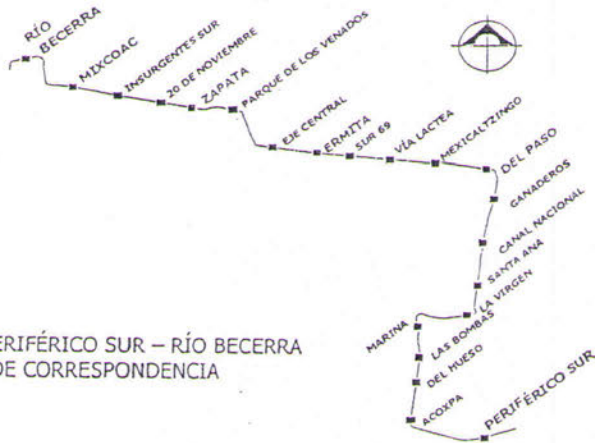 RÍO
BECERRA
MIXCOAC
INSURGENTES SUR
20 DE NOVIEMBRE
ZAPATA
PARQUE DE LOS VENADOS
EJE CENTRAL
ERMITA
SUR 69
VÍA LACTEA
MEXICALTZINGO
DEL PASO
GANADEROS
CANAL NACIONAL
SANTA ANA
LA VIRGEN
MARINA
LAS BOMBAS
DEL HUESO
ACOXPA
PERIFÉRICO SUR
ERIFÉRICO SUR – RÍO BECERRA
DE CORRESPONDENCIA